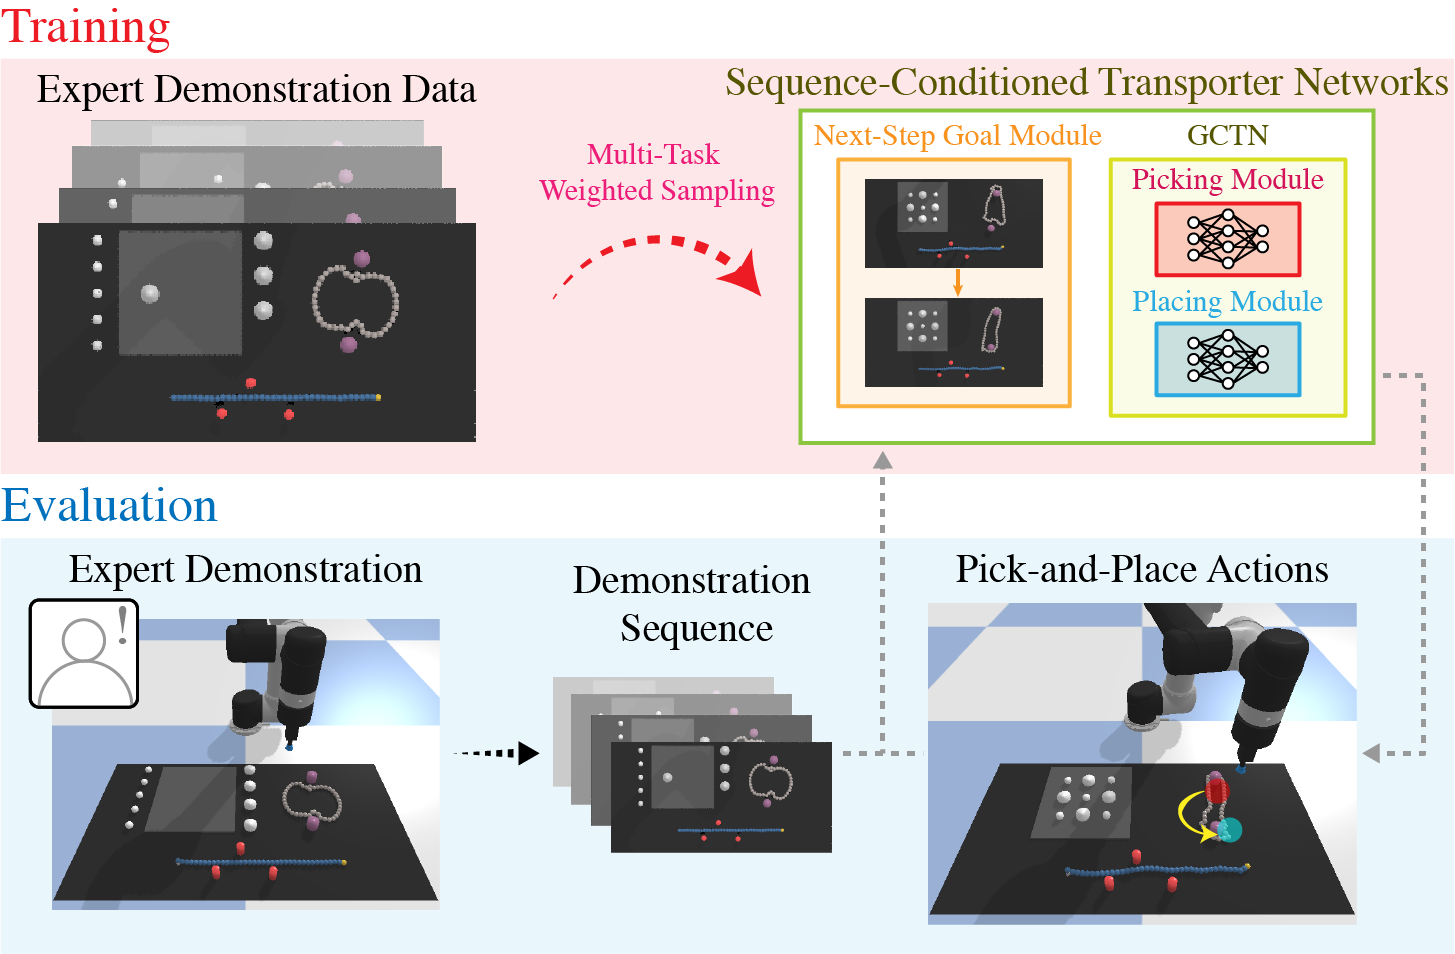 Training
Expert Demonstration Data
Multi-Task
Weighted Sampling
Sequence-Conditioned Transporter Networks
Next-Step Goal Module
GCTN
Picking Module
Placing Module
Evaluation
Expert Demonstration
!
Demonstration
Sequence
Pick-and-Place Actions